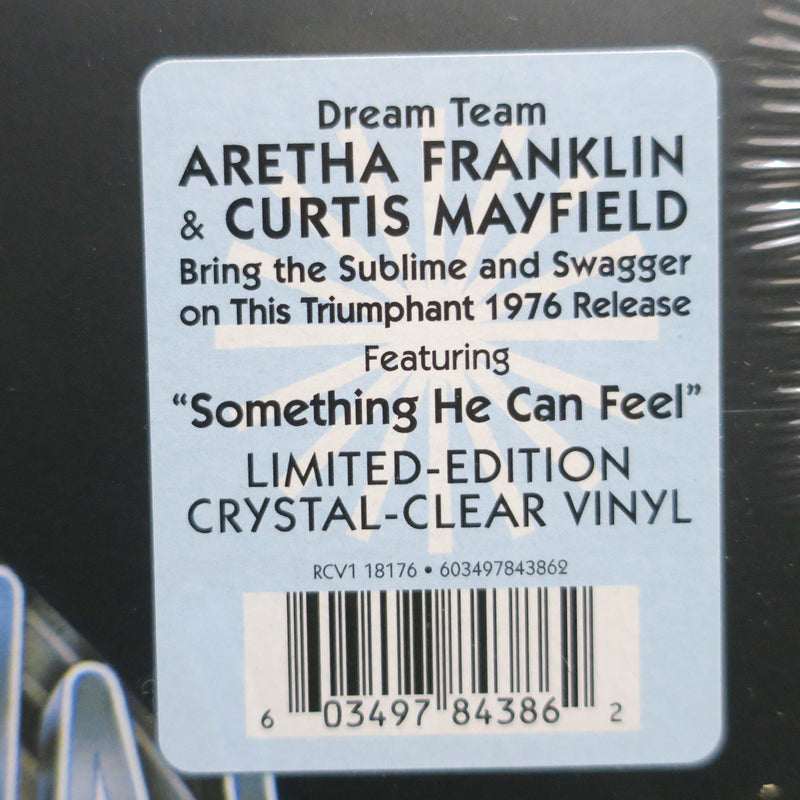 Dream Team
ARETHA FRANKLIN
& CURTIS MAYFIELD
Bring the Sublime and Swagger
on This Triumphant 1976 Release
Featuring
“Something He Can Feel”
LIMITED-EDITION
CRYSTAL-CLEAR VINYL
RCV1 18176 • 603497843862
6 03497 84386 2